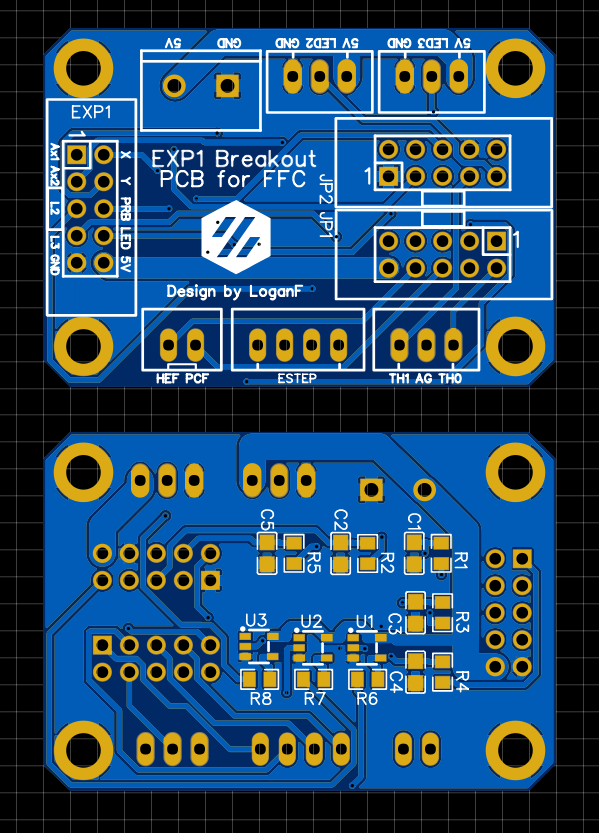 5V GND
GND LED2 5V
GND LED3 5V
EXP1
1
Ax1 Ax2 L2 L3 GND
X Y PRB LED 5V
EXP1 Breakout
PCB for FFC
JP2 JP1
1
1
Design by LoganF
HEF PCF
ESTEP
TH1 AG TH0
C5 R5 C2 R2 C1 R1
C3 R3
U3 U2 U1
C4 R4
R8 R7 R6